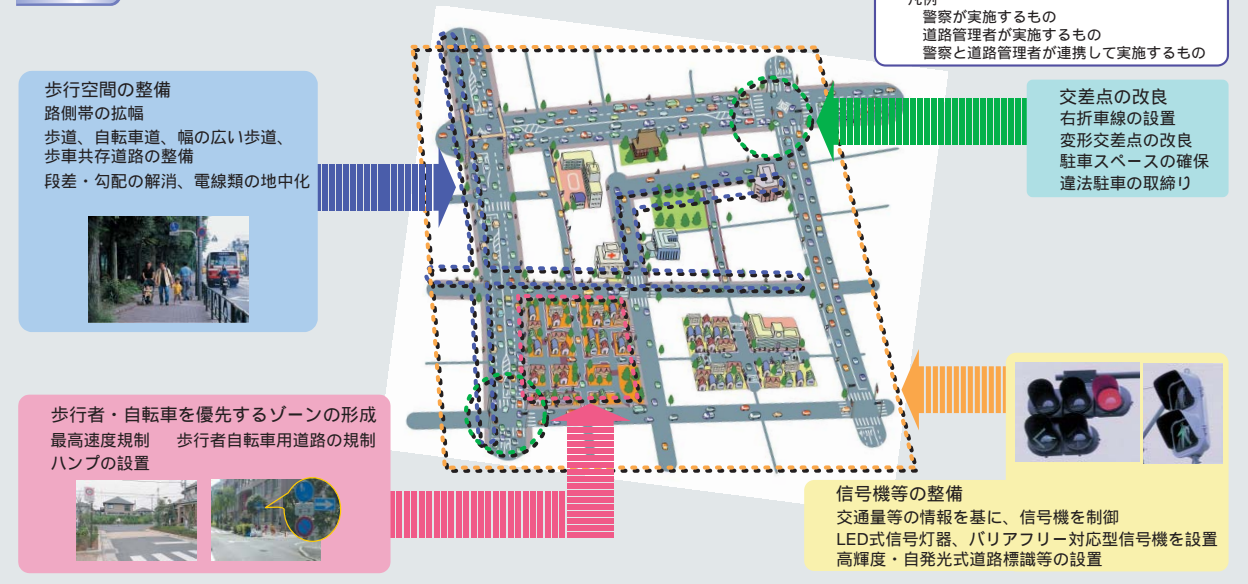 凡例
警察が実施するもの
道路管理者が実施するもの
警察と道路管理者が連携して実施するもの
歩行空間の整備
路側帯の拡幅
歩道、自転車道、幅の広い歩道、
歩車共存道路の整備
段差・勾配の解消、電線類の地中化
交差点の改良
右折車線の設置
変形交差点の改良
駐車スペースの確保
違法駐車の取締り
歩行者・自転車を優先するゾーンの形成
最高速度規制　歩行者自転車用道路の規制
ハンプの設置
信号機等の整備
交通量等の情報を基に、信号機を制御
LED式信号灯器、バリアフリー対応型信号機を設置
高輝度・自発光式道路標識等の設置